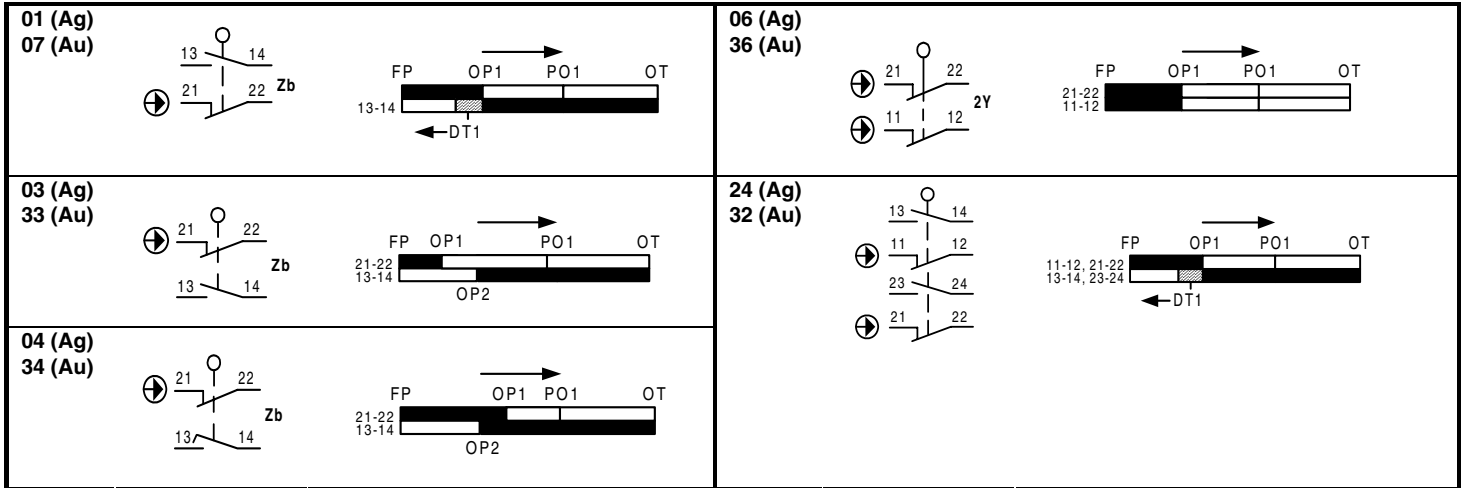 01 (Ag)
07 (Au)
13 14
21 22 Zb
FP OP1 PO1 OT
13-14
DT1
06 (Ag)
36 (Au)
21 22
2Y
11 12
FP OP1 PO1 OT
21-22
11-12
03 (Ag)
33 (Au)
21 22
Zb
13 14
FP OP1 PO1 OT
21-22
13-14
OP2
24 (Ag)
32 (Au)
13 14
11 12
23 24
21 22
FP OP1 PO1 OT
11-12, 21-22
13-14, 23-24
DT1
04 (Ag)
34 (Au)
21 22
Zb
13 14
FP OP1 PO1 OT
21-22
13-14
OP2